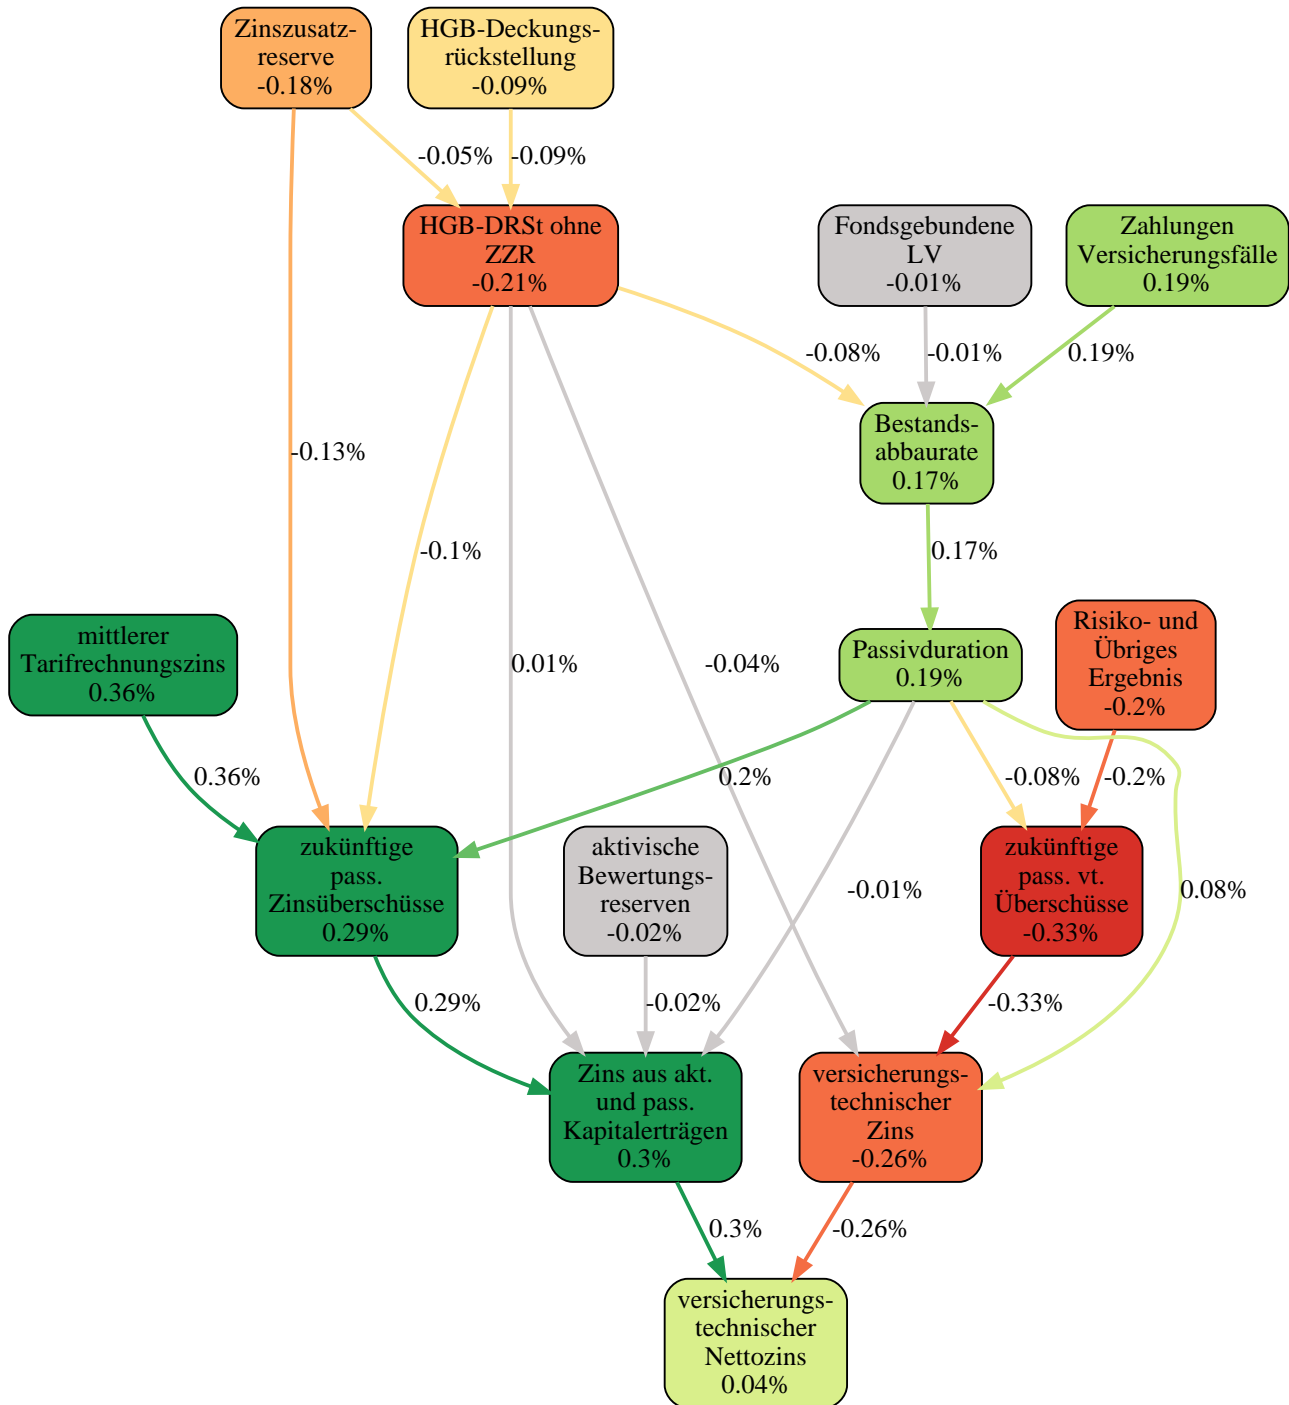 Zinszusatz-
reserve
-0.18%
HGB-Deckungs-
rückstellung
-0.09%
-0.05%
-0.09%
HGB-DRSt ohne
ZZR
-0.21%
Fondsgebundene
LV
-0.01%
Zahlungen
Versicherungsfälle
0.19%
-0.08%
-0.01%
0.19%
Bestands-
abbaurate
0.17%
-0.13%
-0.1%
0.17%
mittlerer
Tarifrechnungszins
0.36%
0.01%
-0.04%
Passivduration
0.19%
Risiko- und
Übriges
Ergebnis
-0.2%
0.36%
0.2%
-0.08%
-0.2%
zukünftige
pass.
Zinsüberschüsse
0.29%
aktivische
Bewertungs-
reserven
-0.02%
-0.01%
zukünftige
pass. vt.
Überschüsse
-0.33%
0.08%
0.29%
-0.02%
-0.33%
Zins aus akt.
und pass.
Kapitalerträgen
0.3%
versicherungs-
technischer
Zins
-0.26%
0.3%
-0.26%
versicherungs-
technischer
Nettozins
0.04%